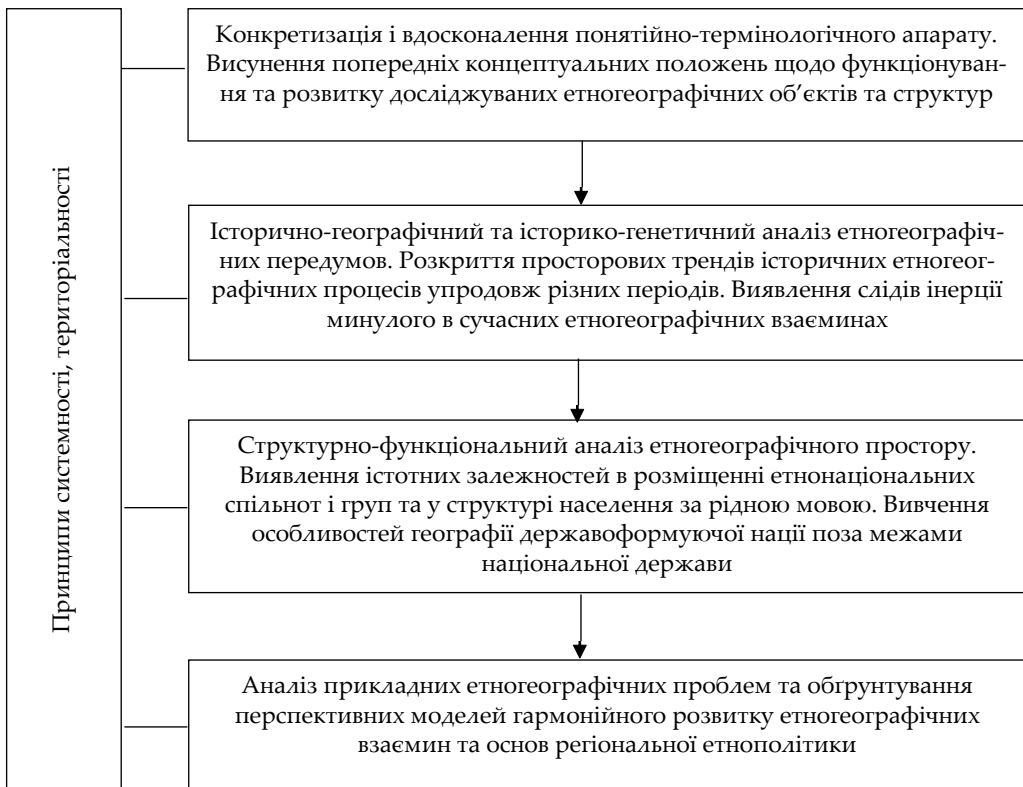 Принципи системності, територіальності
Конкретизація і вдосконалення понятійно-термінологічного апарату.
Висунення попередніх концептуальних положень щодо функціонуван-
ня та розвитку досліджуваних етногеографічних об’єктів та структур
Історично-географічний та історико-генетичний аналіз етногеографіч-
них передумов. Розкриття просторових трендів історичних етногеог-
рафічних процесів упродовж різних періодів. Виявлення слідів інерції
минулого в сучасних етногеографічних взаєминах
Структурно-функціональний аналіз етногеографічного простору.
Виявлення істотних залежностей в розміщенні етнонаціональних
спільнот і груп та у структурі населення за рідною мовою. Вивчення
особливостей географії державоформуючої нації поза межами
національної держави
Аналіз прикладних етногеографічних проблем та обґрунтування
перспективних моделей гармонійного розвитку етногеографічних
взаємин та основ регіональної етнополітики